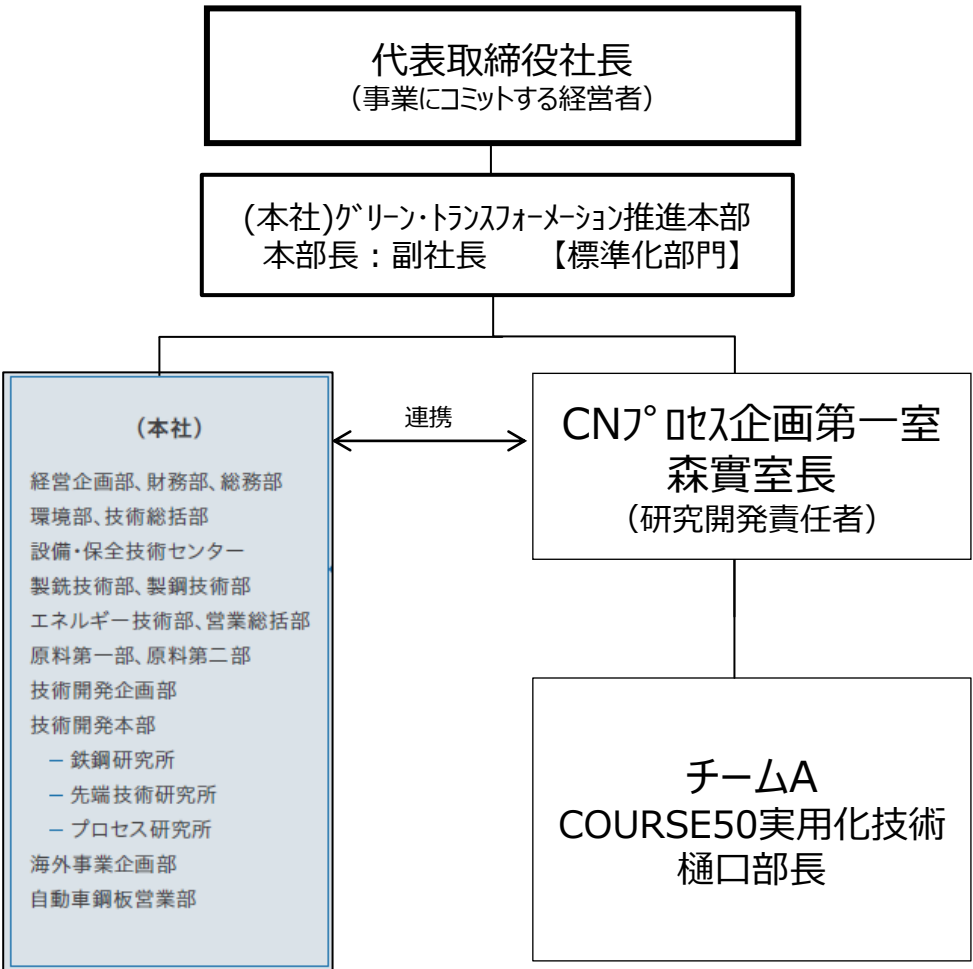 代表取締役社長
（事業にコミットする経営者）
(本社)グリーン・トランスフォーメーション推進本部
本部長：副社長　　【標準化部門】
（本社）
経営企画部、財務部、総務部
環境部、技術総括部
設備・保全技術センター
製銑技術部、製鋼技術部
エネルギー技術部、営業総括部
原料第一部、原料第二部
技術開発企画部
技術開発本部
－ 鉄鋼研究所
－ 先端技術研究所
－ プロセス研究所
海外事業企画部
自動車鋼板営業部
連携
CNプロセス企画第一室
森實室長
（研究開発責任者）
チームA
COURSE50実用化技術
樋口部長